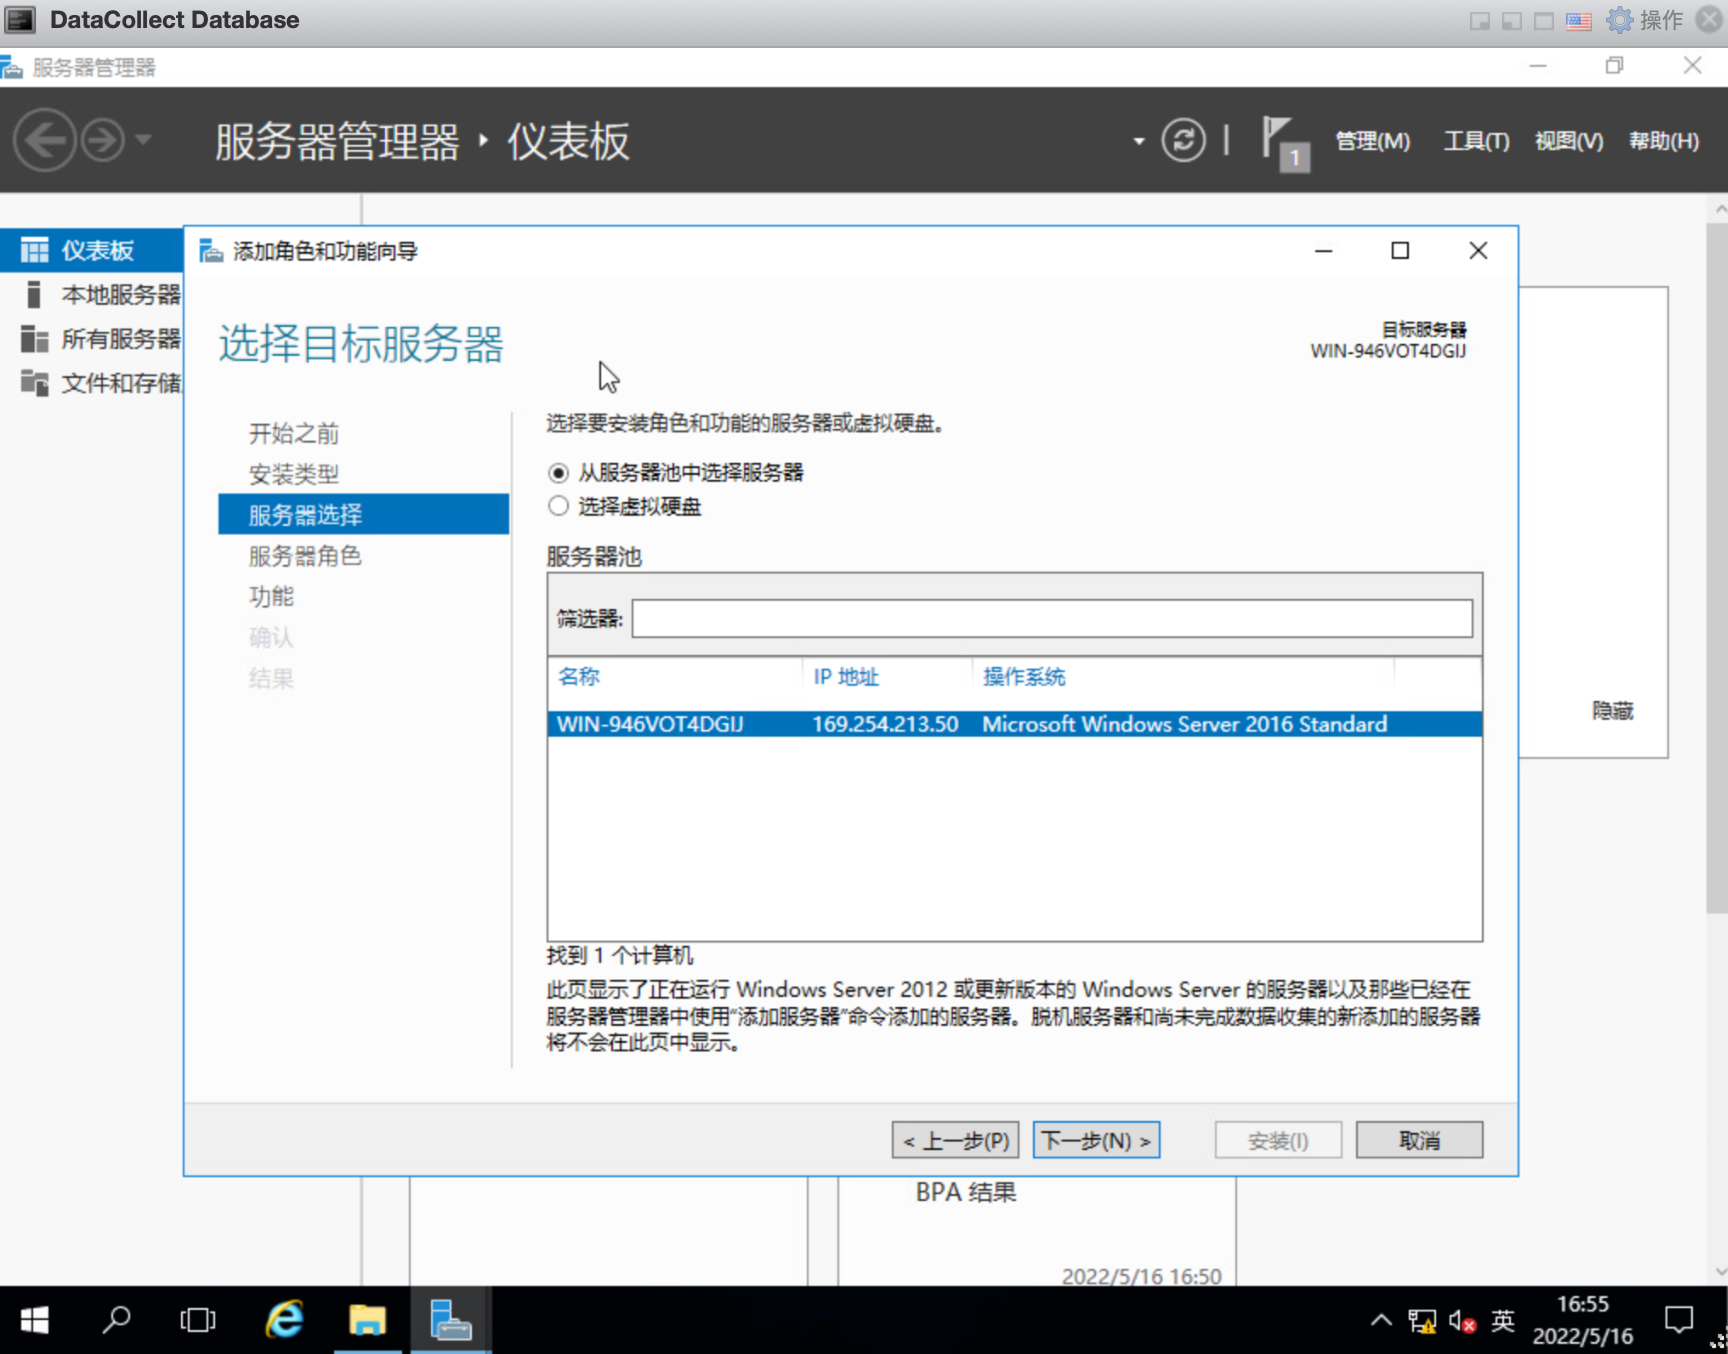 DataCollect Database
操作
服务器管理器
服务器管理器 ‣ 仪表板
1
管理(M)
工具(T)
视图(V)
帮助(H)
仪表板
本地服务器
所有服务器
文件和存储
添加角色和功能向导
选择目标服务器
目标服务器
WIN-946VOT4DGIJ
开始之前
安装类型
服务器选择
服务器角色
功能
确认
结果
选择要安装角色和功能的服务器或虚拟硬盘。
从服务器池中选择服务器
选择虚拟硬盘
服务器池
筛选器:
名称 IP 地址 操作系统
WIN-946VOT4DGIJ 169.254.213.50 Microsoft Windows Server 2016 Standard
找到 1 个计算机
此页显示了正在运行 Windows Server 2012 或更新版本的 Windows Server 的服务器以及那些已经在
服务器管理器中使用"添加服务器"命令添加的服务器。脱机服务器和尚未完成数据收集的新添加的服务器
将不会在此页中显示。
< 上一步(P)
下一步(N) >
安装(I)
取消
隐藏
BPA 结果
2022/5/16 16:50
英
16:55
2022/5/16